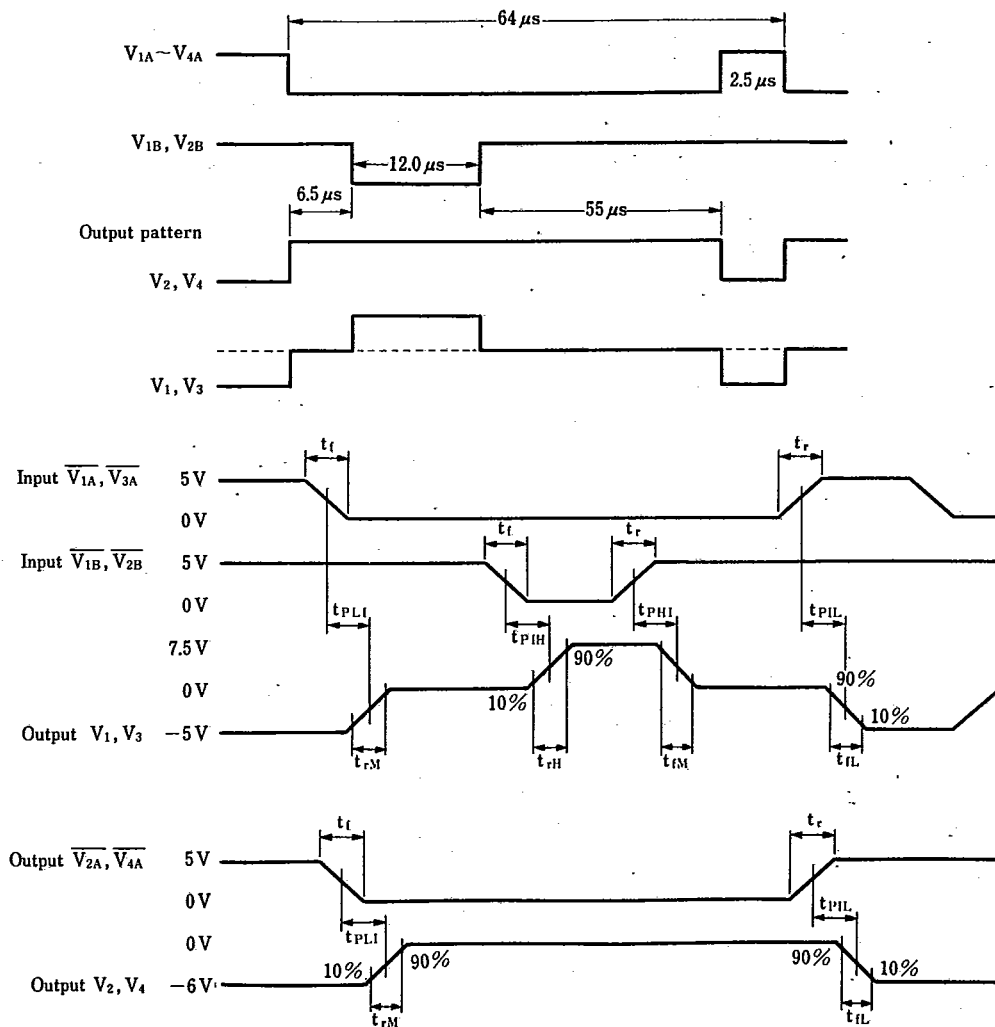 64 μs
V1A~V4A
2.5 μs
V1B, V2B
12.0 μs
6.5 μs
55 μs
Output pattern
V2, V4
V1, V3
tf
tr
Input V1A, V3A 5 V
0 V
tf
tr
Input V1B, V2B 5 V
0 V
tPLI
tPIH
tPHI
tPIL
7.5 V
90%
90%
0 V
10%
10%
Output V1, V3 −5 V
trM
trH
tfM
tfL
tf
tr
Output V2A, V4A 5 V
0 V
tPLI
tPIL
0 V
10%
90%
90%
10%
Output V2, V4 −6 V
trM
tfL